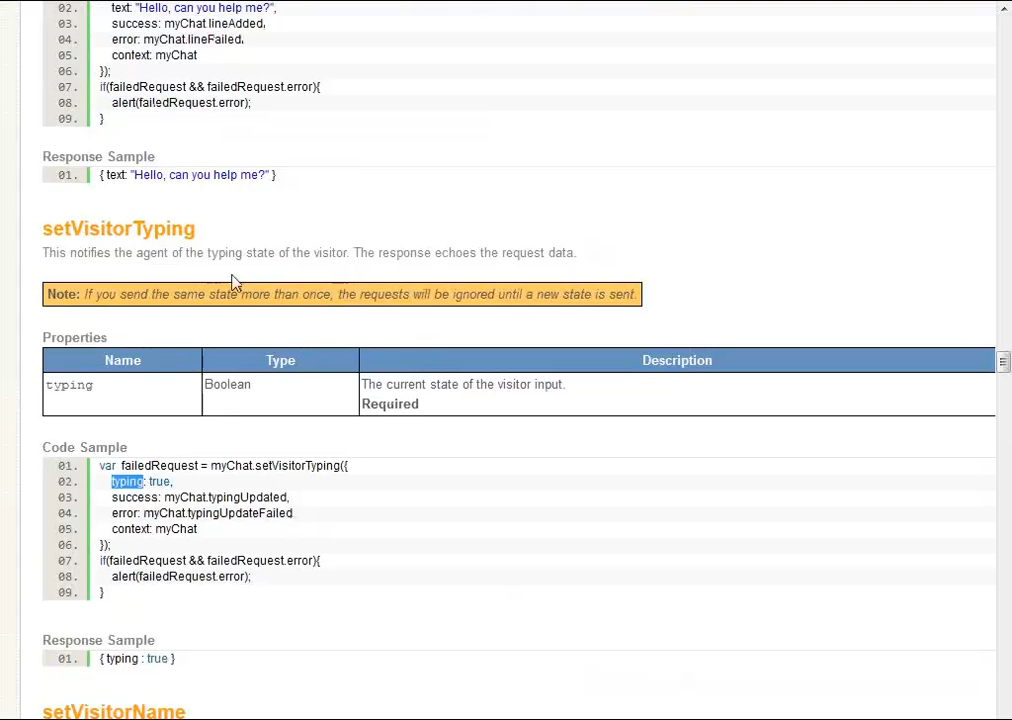 02. text: "Hello, can you help me?",
03. success: myChat.lineAdded,
04. error: myChat.lineFailed,
05. context: myChat
06. });
07. if(failedRequest && failedRequest.error){
08. alert(failedRequest.error);
09. }
Response Sample
01. { text: "Hello, can you help me?" }
setVisitorTyping
This notifies the agent of the typing state of the visitor. The response echoes the request data.
Note: If you send the same state more than once, the requests will be ignored until a new state is sent.
Properties
Name Type Description
typing Boolean The current state of the visitor input.
Required
Code Sample
01. var failedRequest = myChat.setVisitorTyping({
02. typing: true,
03. success: myChat.typingUpdated,
04. error: myChat.typingUpdateFailed
05. context: myChat
06. });
07. if(failedRequest && failedRequest.error){
08. alert(failedRequest.error);
09. }
Response Sample
01. { typing : true }
setVisitorName